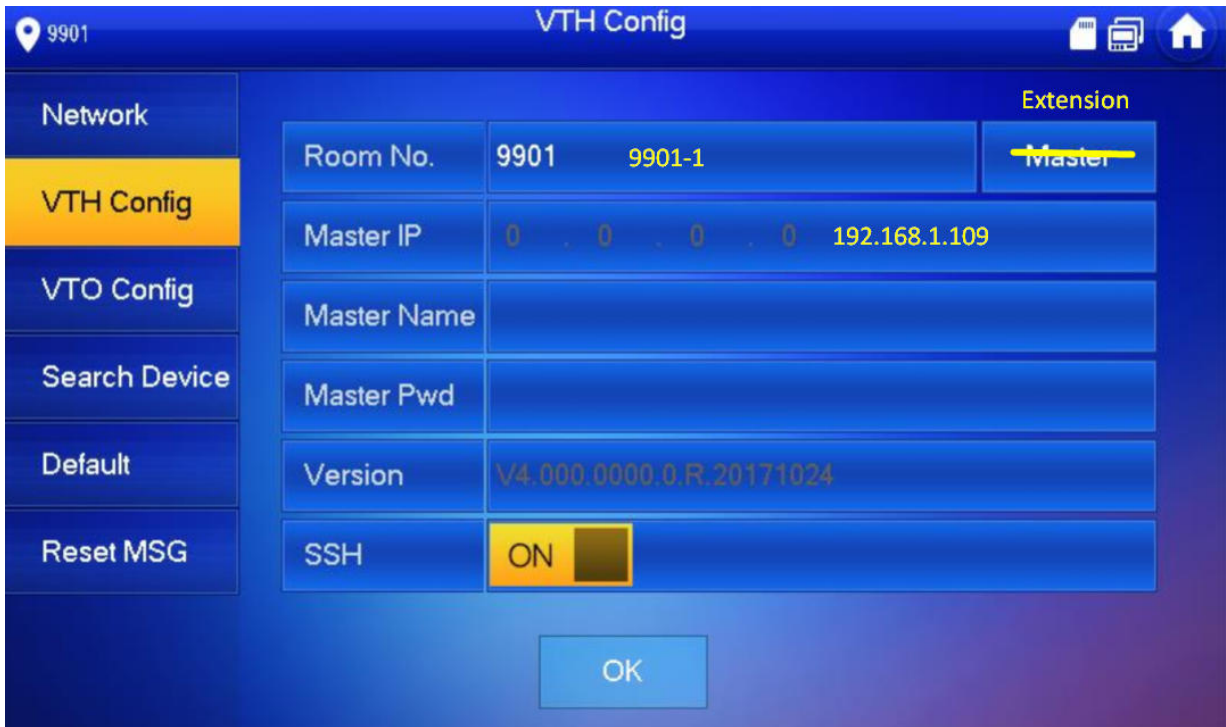 9901
VTH Config
Network
VTH Config
VTO Config
Search Device
Default
Reset MSG
Extension
Room No. 9901 9901-1 Master
Master IP 0 . 0 . 0 . 0 192.168.1.109
Master Name
Master Pwd
Version V4.000.0000.0.R.20171024
SSH ON
OK